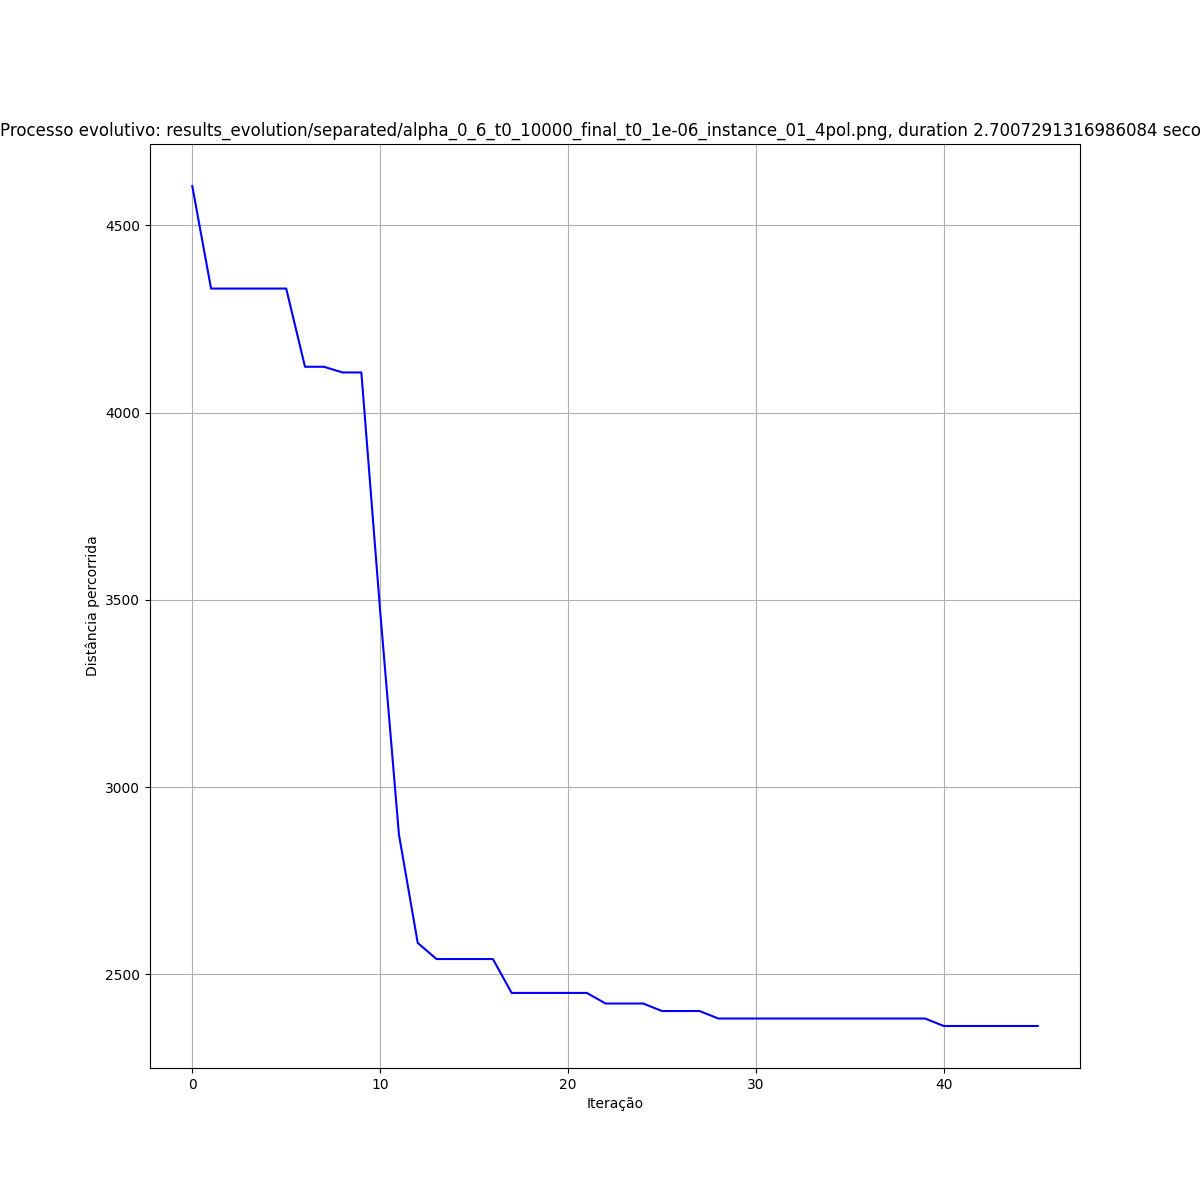 Processo evolutivo: results_evolution/separated/alpha_0_6_t0_10000_final_t0_1e-06_instance_01_4pol.png, duration 2.7007291316986084 seco
4500
4000
3500
3000
2500
Distância percorrida
0 10 20 30 40
Iteração